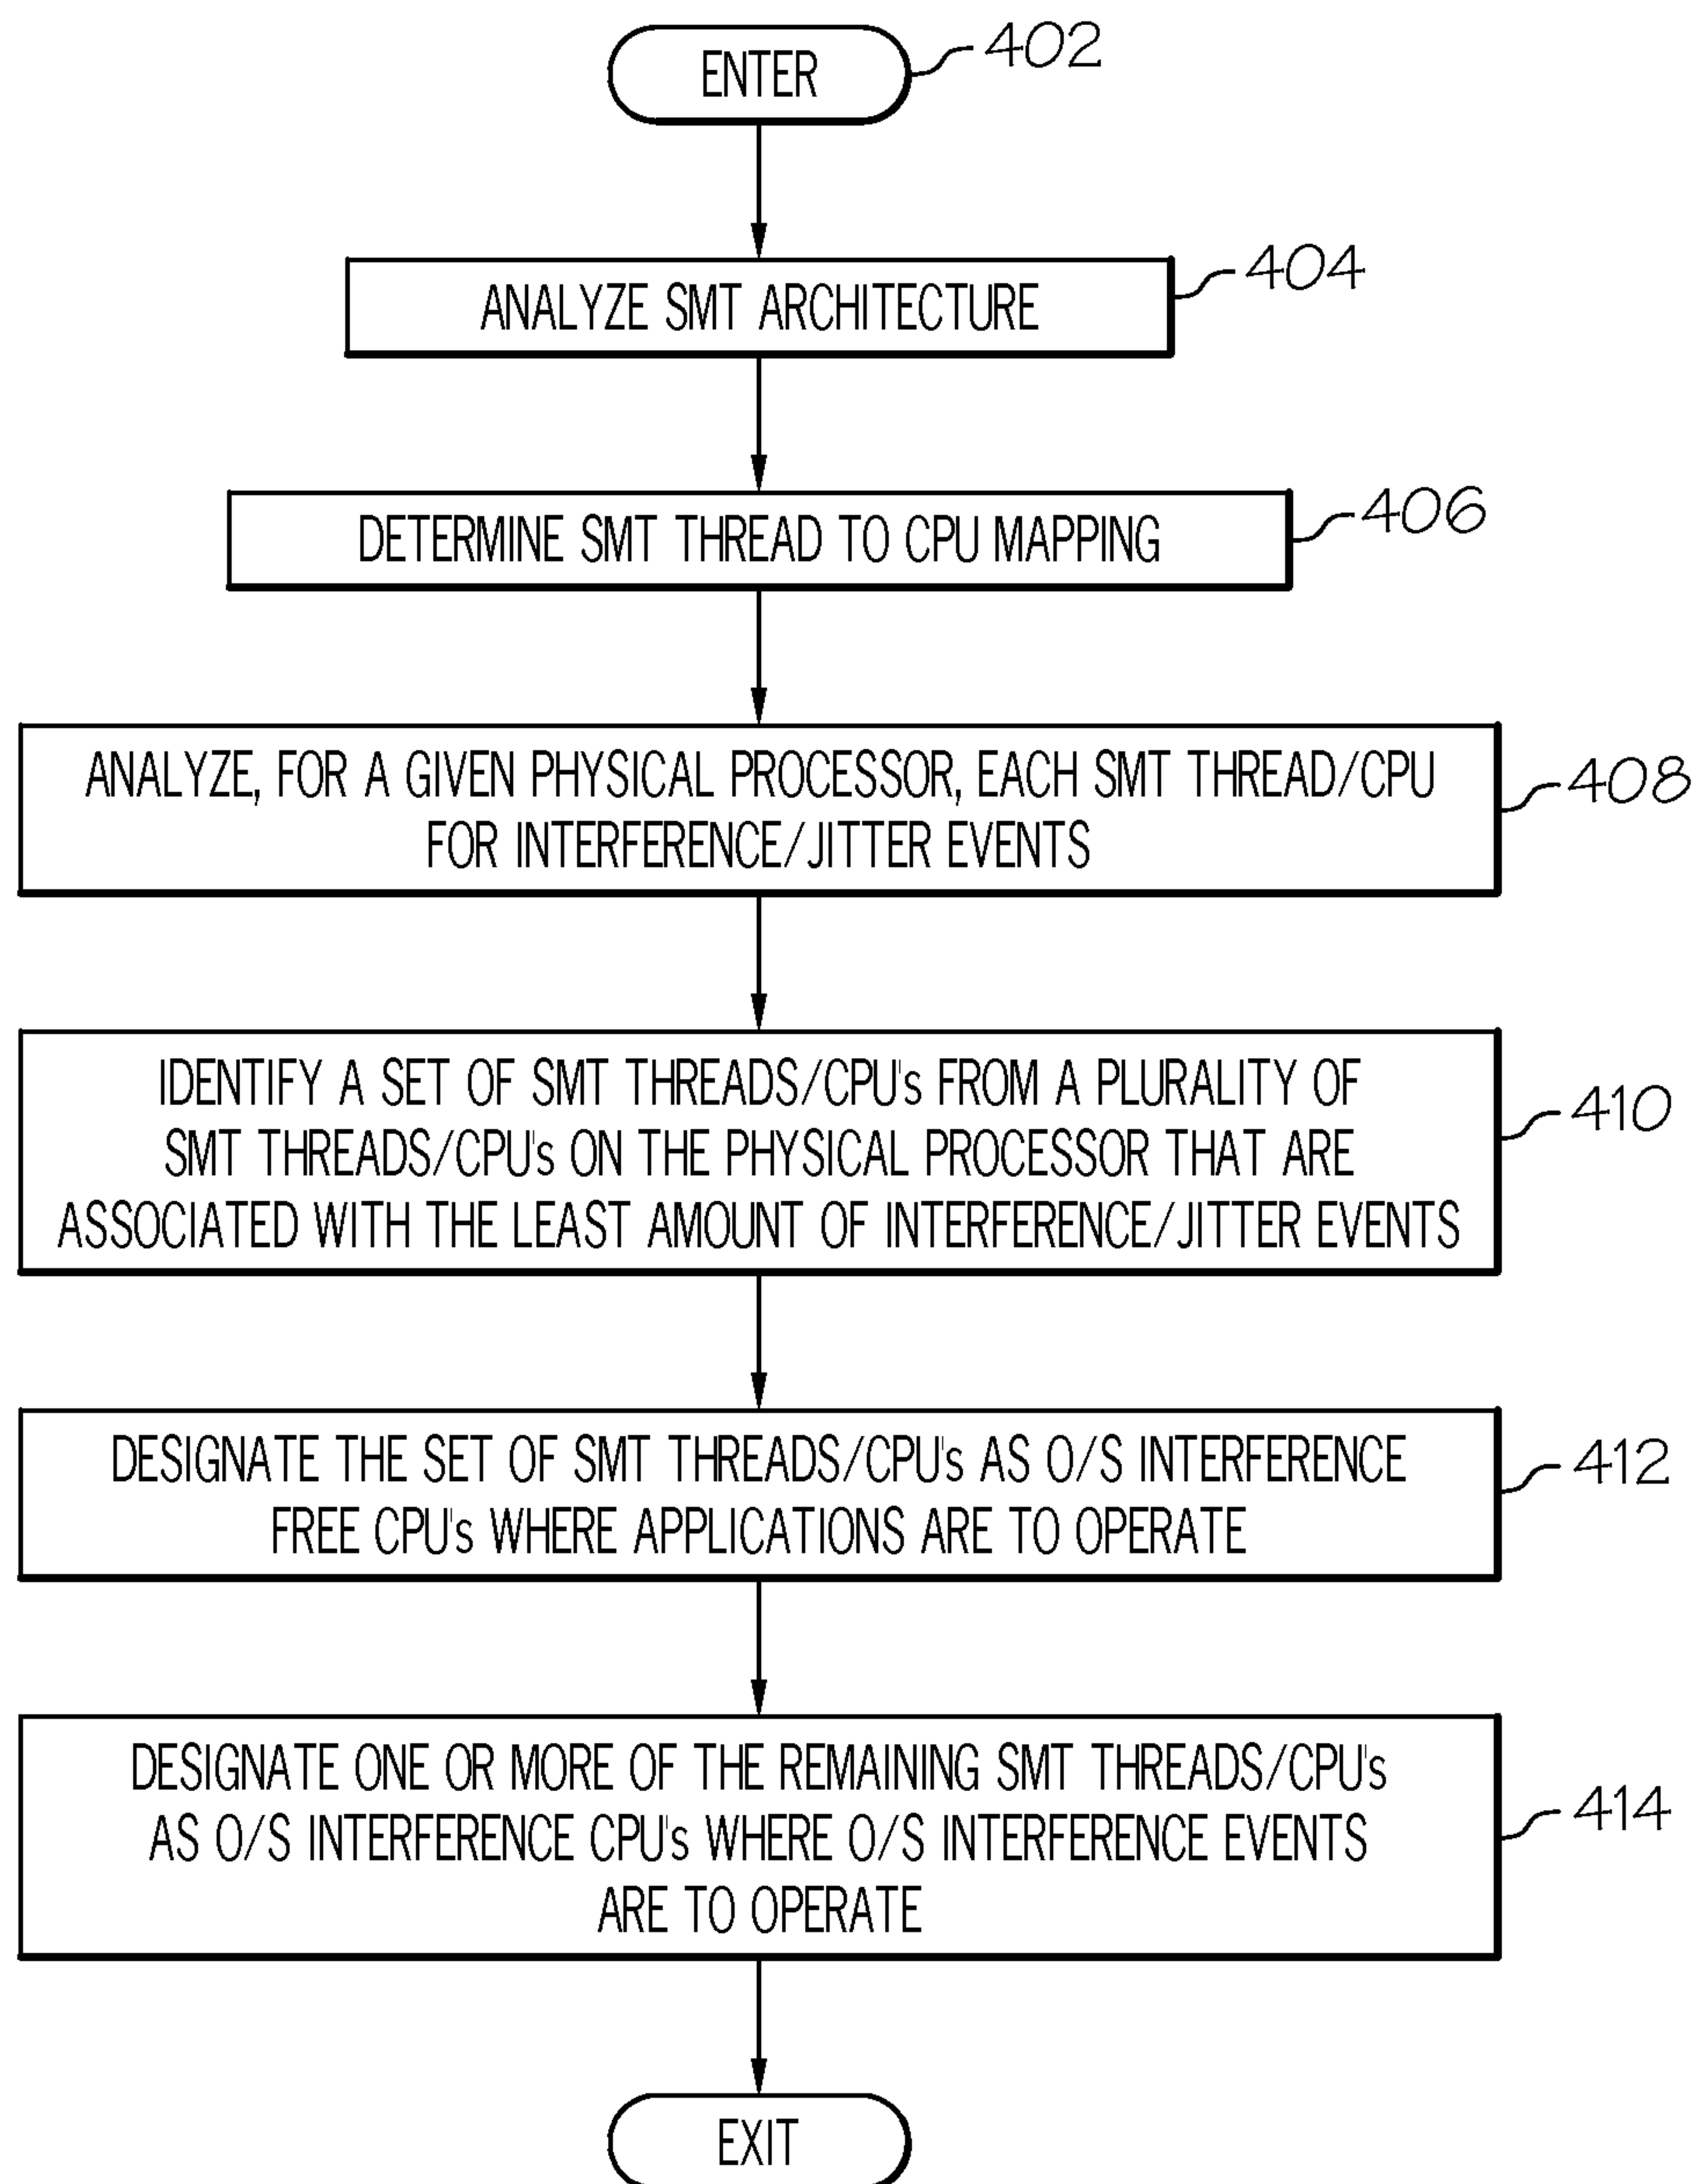 ENTER
402
ANALYZE SMT ARCHITECTURE
404
DETERMINE SMT THREAD TO CPU MAPPING
406
ANALYZE, FOR A GIVEN PHYSICAL PROCESSOR, EACH SMT THREAD/CPU
FOR INTERFERENCE/JITTER EVENTS
408
IDENTIFY A SET OF SMT THREADS/CPU's FROM A PLURALITY OF
SMT THREADS/CPU's ON THE PHYSICAL PROCESSOR THAT ARE
ASSOCIATED WITH THE LEAST AMOUNT OF INTERFERENCE/JITTER EVENTS
410
DESIGNATE THE SET OF SMT THREADS/CPU's AS O/S INTERFERENCE
FREE CPU's WHERE APPLICATIONS ARE TO OPERATE
412
DESIGNATE ONE OR MORE OF THE REMAINING SMT THREADS/CPU's
AS O/S INTERFERENCE CPU's WHERE O/S INTERFERENCE EVENTS
ARE TO OPERATE
414
EXIT